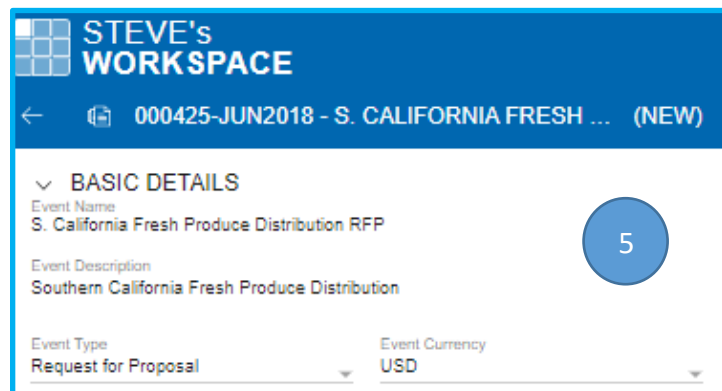 STEVE's
WORKSPACE
000425-JUN2018 - S. CALIFORNIA FRESH ... (NEW)
BASIC DETAILS
Event Name
S. California Fresh Produce Distribution RFP
5
Event Description
Southern California Fresh Produce Distribution
Event Type Event Currency
Request for Proposal USD